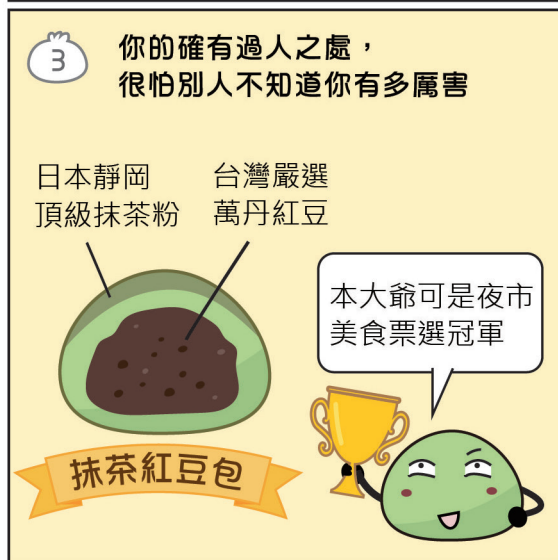 3
你的確有過人之處，
很怕別人不知道你有多厲害
日本靜岡
頂級抹茶粉
台灣嚴選
萬丹紅豆
本大爺可是夜市
美食票選冠軍
抹茶紅豆包